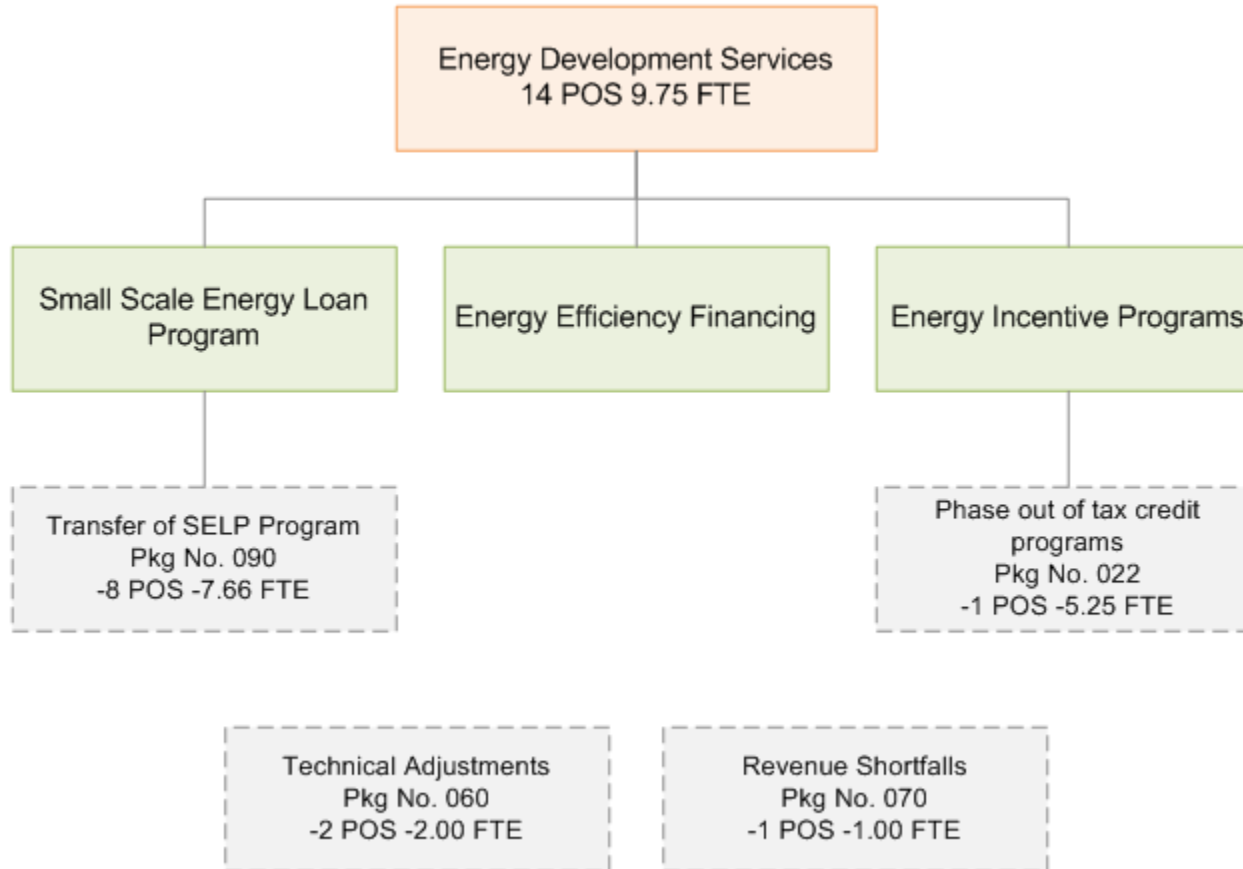 Energy Development Services
14 POS 9.75 FTE
Small Scale Energy Loan
Program
Energy Efficiency Financing
Energy Incentive Programs
Transfer of SELP Program
Pkg No. 090
-8 POS -7.66 FTE
Phase out of tax credit
programs
Pkg No. 022
-1 POS -5.25 FTE
Technical Adjustments
Pkg No. 060
-2 POS -2.00 FTE
Revenue Shortfalls
Pkg No. 070
-1 POS -1.00 FTE